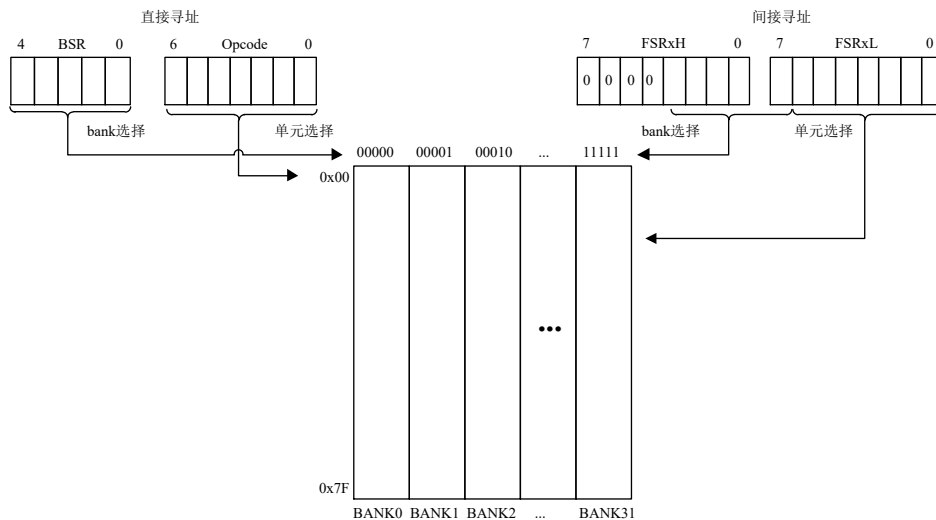 直接寻址 间接寻址
4 BSR 0 6 Opcode 0 7 FSRxH 0 7 FSRxL 0
0 0 0 0
bank选择 单元选择 bank选择 单元选择
00000 00001 00010 ... 11111
0x00
...
0x7F
BANK0 BANK1 BANK2 ... BANK31